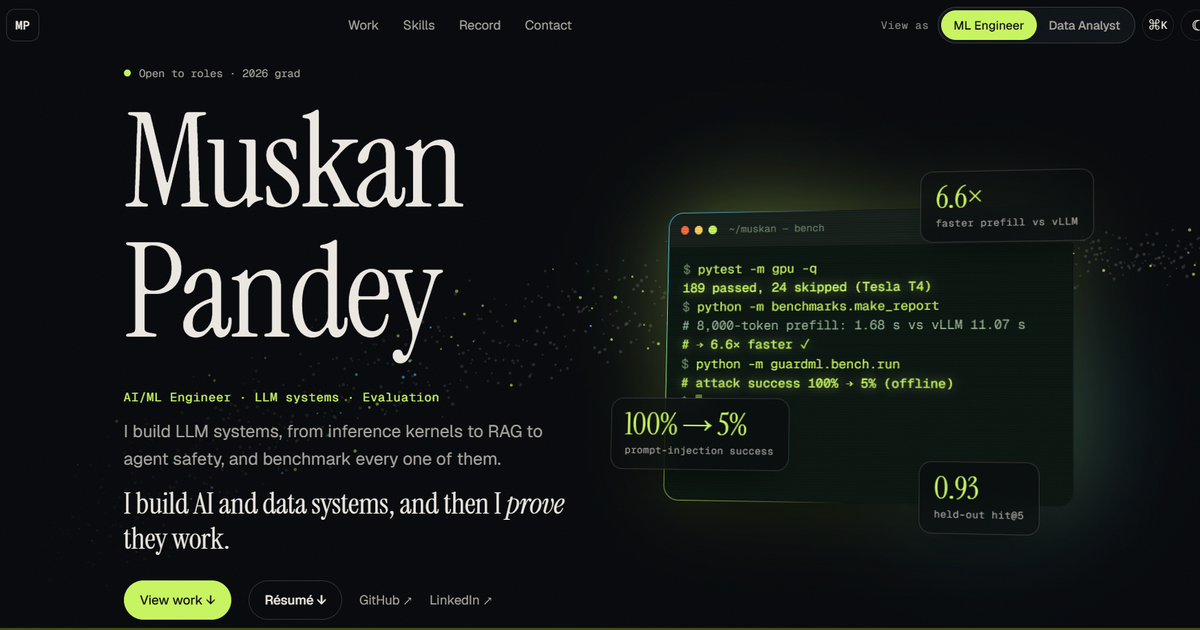 MP
Work
Skills
Record
Contact
View as
ML Engineer
Data Analyst
⌘K
Open to roles · 2026 grad
Muskan
Pandey
AI/ML Engineer · LLM systems · Evaluation
I build LLM systems, from inference kernels to RAG to
agent safety, and benchmark every one of them.
I build AI and data systems, and then I prove
they work.
View work ↓
Résumé ↓
GitHub ↗
LinkedIn ↗
6.6×
faster prefill vs vLLM
~/muskan — bench
$ pytest -m gpu -q
189 passed, 24 skipped (Tesla T4)
$ python -m benchmarks.make_report
# 8,000-token prefill: 1.68 s vs vLLM 11.07 s
# → 6.6× faster ✓
$ python -m guardml.bench.run
# attack success 100% → 5% (offline)
100% → 5%
prompt-injection success
0.93
held-out hit@5